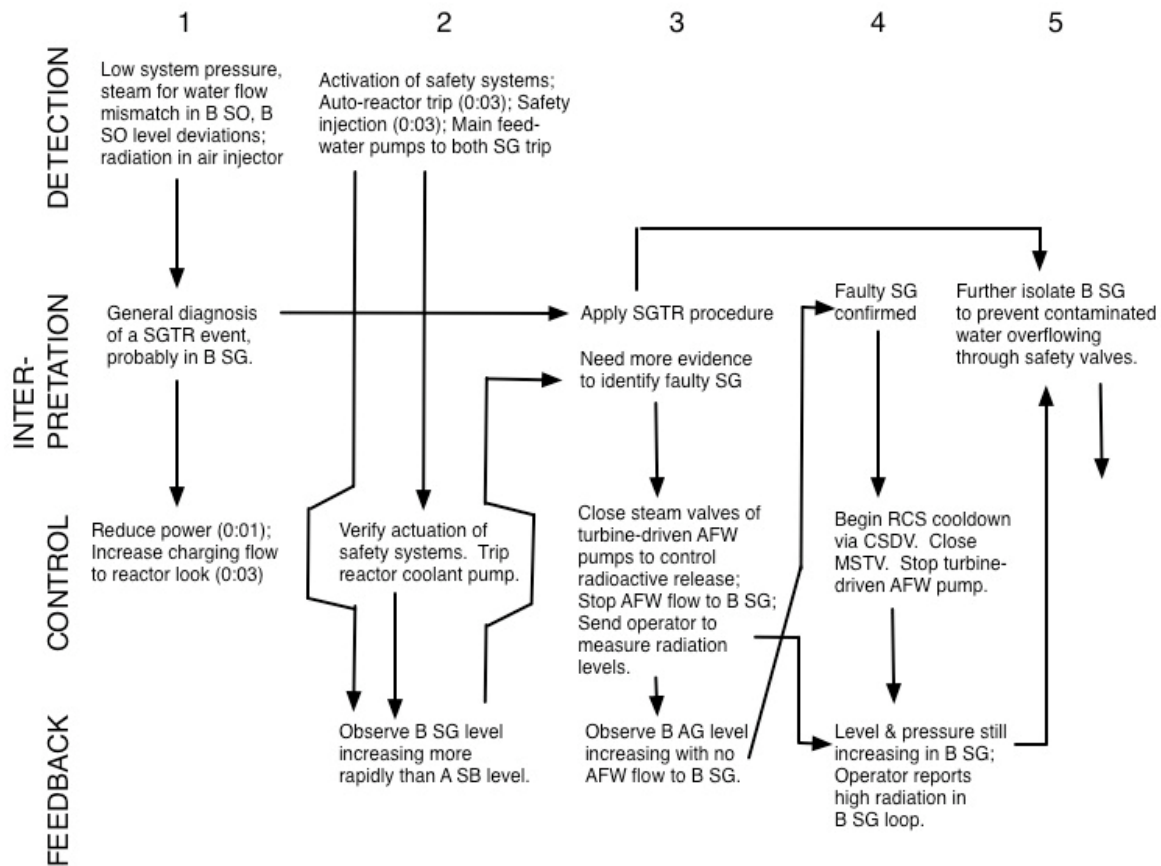 1
2
3
4
5
DETECTION
Low system pressure,
steam for water flow
mismatch in B SO, B
SO level deviations;
radiation in air injector
Activation of safety systems;
Auto-reactor trip (0:03); Safety
injection (0:03); Main feed-
water pumps to both SG trip
INTER-
PRETATION
General diagnosis
of a SGTR event,
probably in B SG.
Apply SGTR procedure
Need more evidence
to identify faulty SG
Faulty SG
confirmed
Further isolate B SG
to prevent contaminated
water overflowing
through safety valves.
CONTROL
Reduce power (0:01);
Increase charging flow
to reactor look (0:03)
Verify actuation of
safety systems. Trip
reactor coolant pump.
Close steam valves of
turbine-driven AFW
pumps to control
radioactive release;
Stop AFW flow to B SG;
Send operator to
measure radiation
levels.
Begin RCS cooldown
via CSDV. Close
MSTV. Stop turbine-
driven AFW pump.
FEEDBACK
Observe B SG level
increasing more
rapidly than A SB level.
Observe B AG level
increasing with no
AFW flow to B SG.
Level & pressure still
increasing in B SG;
Operator reports
high radiation in
B SG loop.